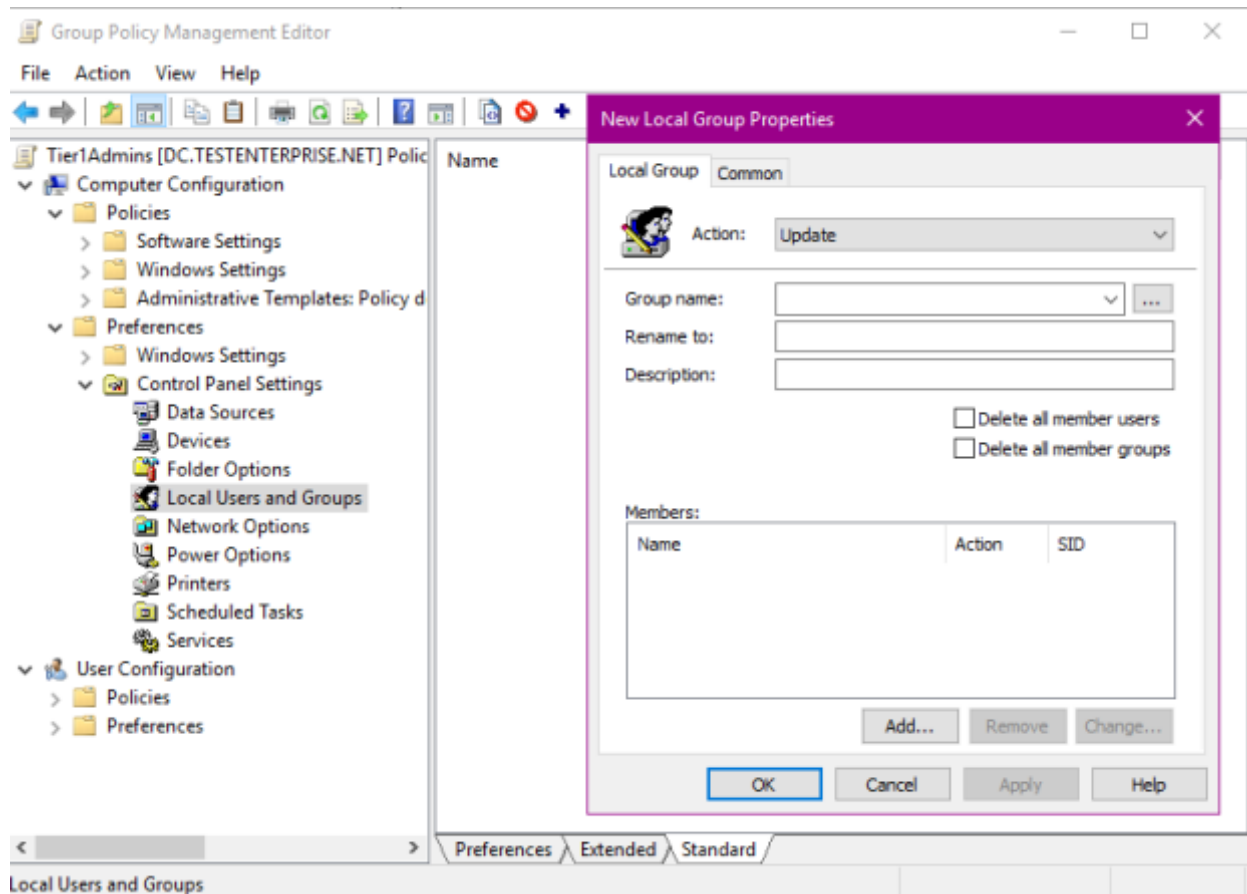 Group Policy Management Editor
File Action View Help
Tier1Admins [DC.TESTENTERPRISE.NET] Polic
Computer Configuration
Policies
Software Settings
Windows Settings
Administrative Templates: Policy d
Preferences
Windows Settings
Control Panel Settings
Data Sources
Devices
Folder Options
Local Users and Groups
Network Options
Power Options
Printers
Scheduled Tasks
Services
User Configuration
Policies
Preferences
Name
New Local Group Properties
Local Group Common
Action: Update
Group name: ...
Rename to:
Description:
Delete all member users
Delete all member groups
Members:
Name Action SID
Add... Remove Change...
OK Cancel Apply Help
Preferences Extended Standard
Local Users and Groups